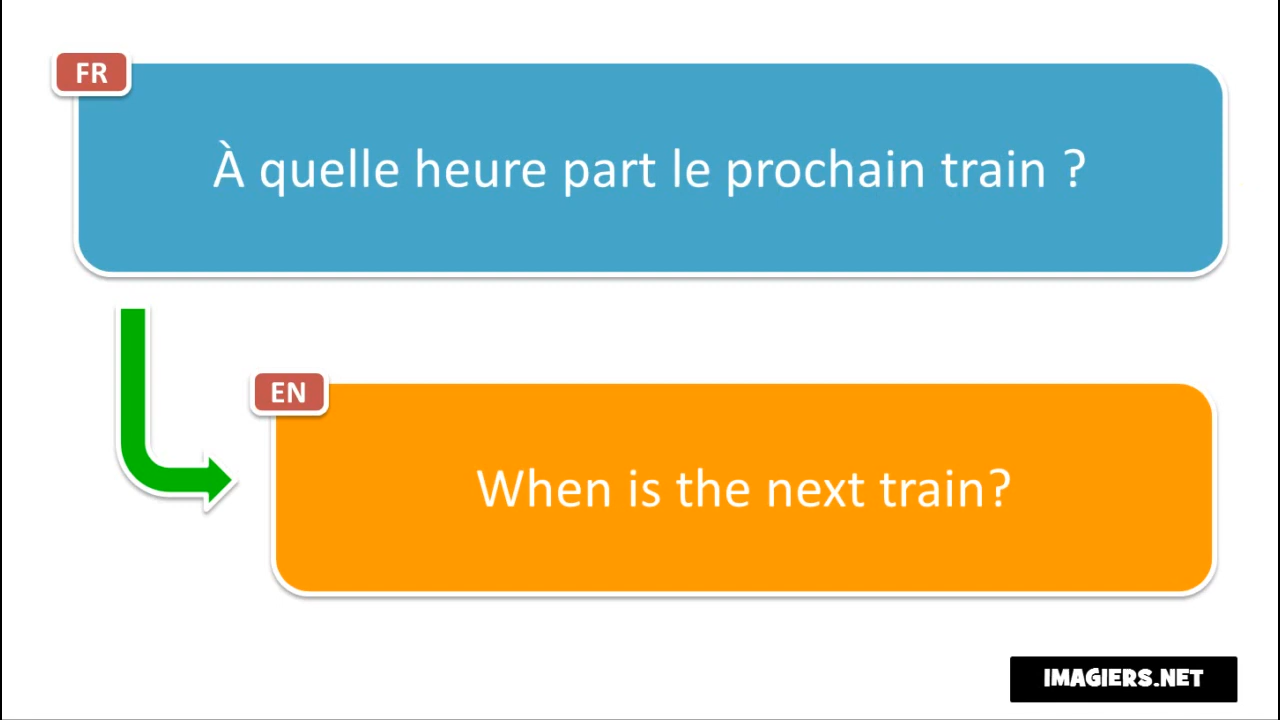 FR
À quelle heure part le prochain train ?
EN
When is the next train?
IMAGIERS.NET